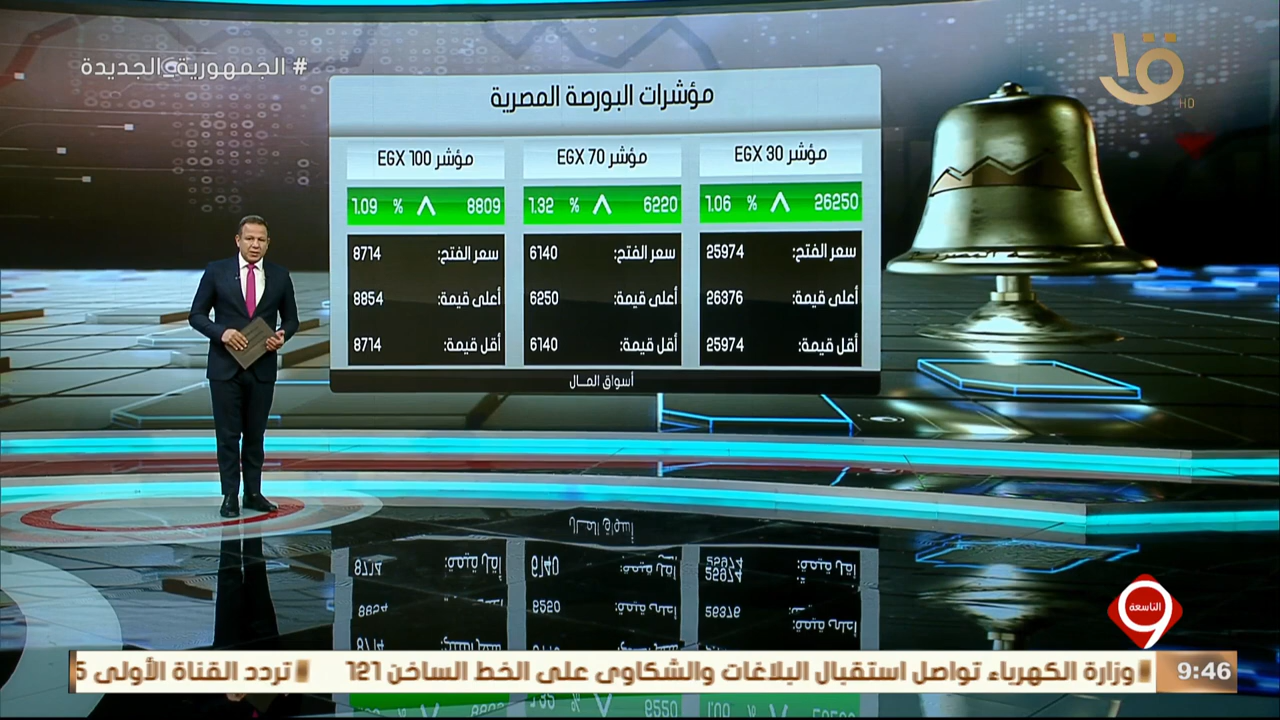 # الجمهورية_الجديدة
HD
مؤشرات البورصة المصرية
مؤشر EGX 30
26250 % 1.06
سعر الفتح: 25974
أعلى قيمة: 26376
أقل قيمة: 25974
مؤشر EGX 70
6220 % 1.32
سعر الفتح: 6140
أعلى قيمة: 6250
أقل قيمة: 6140
مؤشر EGX 100
8809 % 1.09
سعر الفتح: 8714
أعلى قيمة: 8854
أقل قيمة: 8714
أسواق المـال
التاسعة
9
9:46
وزارة الكهرباء تواصل استقبال البلاغات والشكاوى على الخط الساخن 121 تردد القناة الأولى